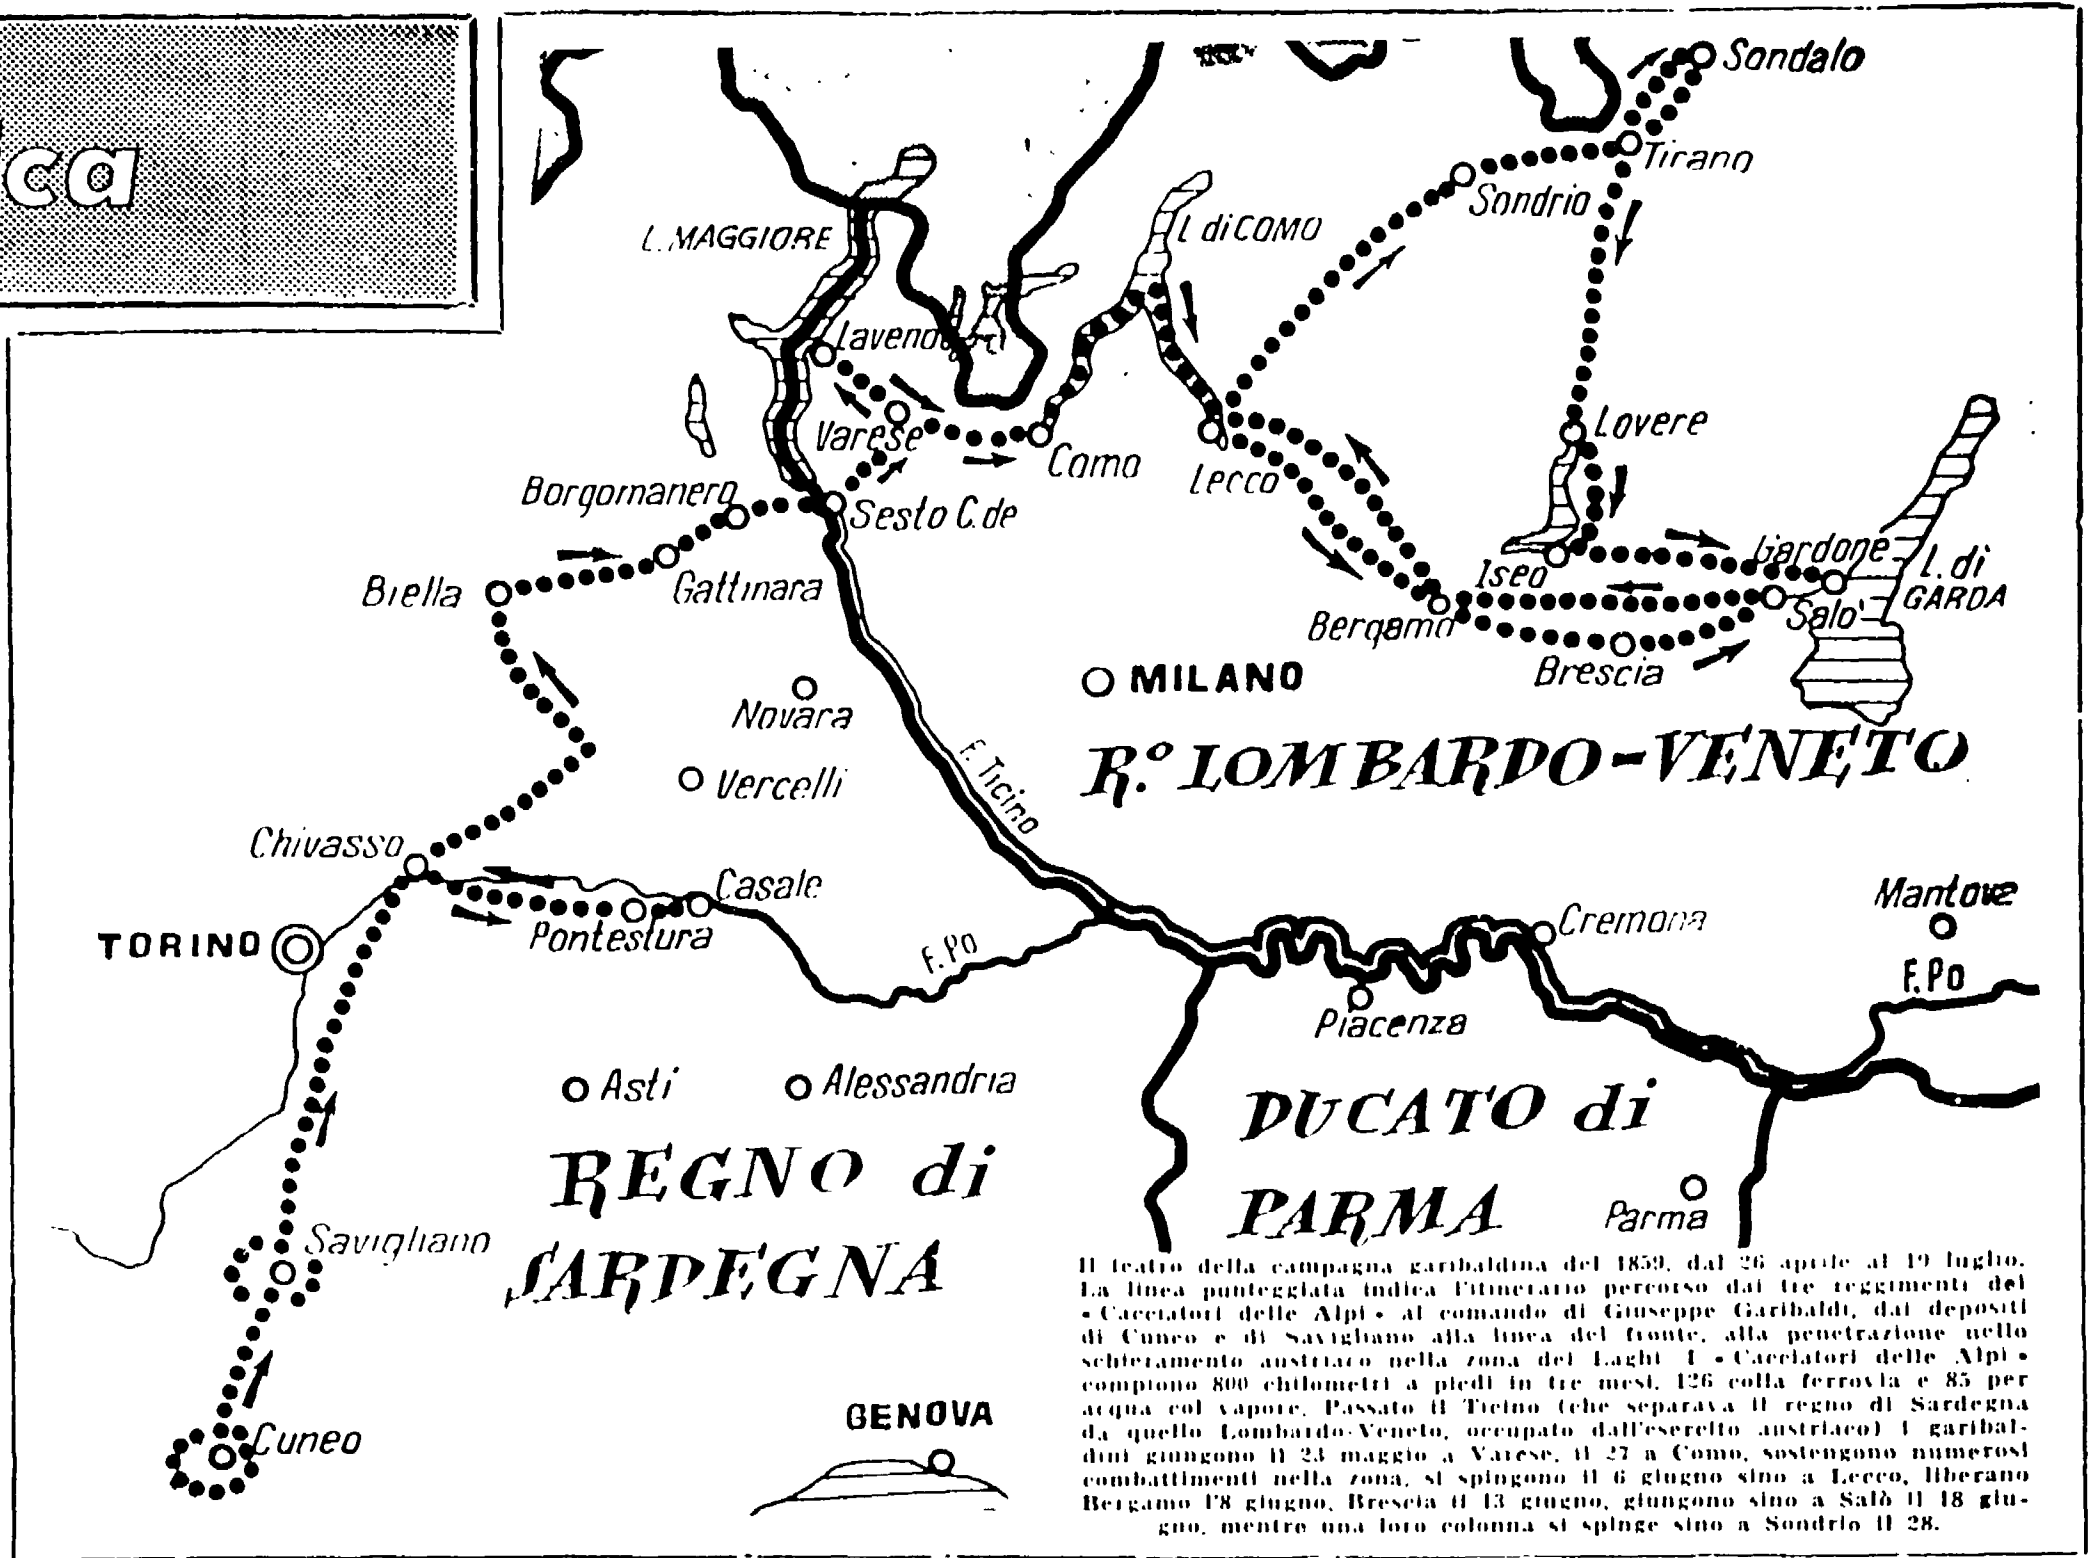 ca
Sondalo
Tirano
Sondrio
L. MAGGIORE
L. di COMO
Laveno
Lovere
Varese
Como
Lecco
Borgomanero
Sesto C.de
Gardone
L. di
GARDA
Iseo
Biella
Gattinara
Salo'
Bergamo
Brescia
MILANO
Novara
R.º LOMBARDO-VENETO
F. Ticino
Vercelli
Chivasso
Casale
Mantova
Cremona
TORINO
Pontestura
F. Po
F. Po
Piacenza
Asti
Alessandria
DUCATO di
PARMA
REGNO di
SARDEGNA
Parma
Savigliano
Cuneo
GENOVA
Il teatro della campagna garibaldina del 1859, dal 26 aprile al 19 luglio.
La linea punteggiata indica l'itinerario percorso dai tre reggimenti dei
« Cacciatori delle Alpi » al comando di Giuseppe Garibaldi, dai depositi
di Cuneo e di Savigliano alla linea del fronte, alla penetrazione nello
schieramento austriaco nella zona dei Laghi. I « Cacciatori delle Alpi »
compiono 800 chilometri a piedi in tre mesi, 126 colla ferrovia e 85 per
acqua col vapore. Passato il Ticino (che separava il regno di Sardegna
da quello Lombardo-Veneto, occupato dall'esercito austriaco) i garibal-
dini giungono il 23 maggio a Varese, il 27 a Como, sostengono numerosi
combattimenti nella zona, si spingono il 6 giugno sino a Lecco, liberano
Bergamo l'8 giugno, Brescia il 13 giugno, giungono sino a Salò il 18 giu-
gno, mentre una loro colonna si spinge sino a Sondrio il 28.